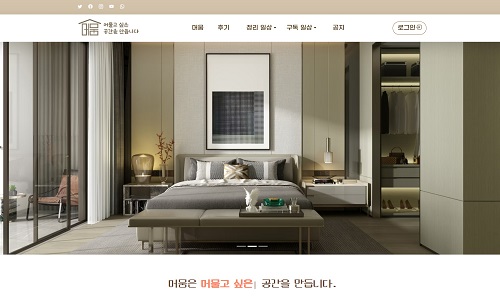 머움
머물고 싶은
공간을 만듭니다
머움
후기
정리 일상
구독 일상
공지
로그인
머움은 머물고 싶은| 공간을 만듭니다.